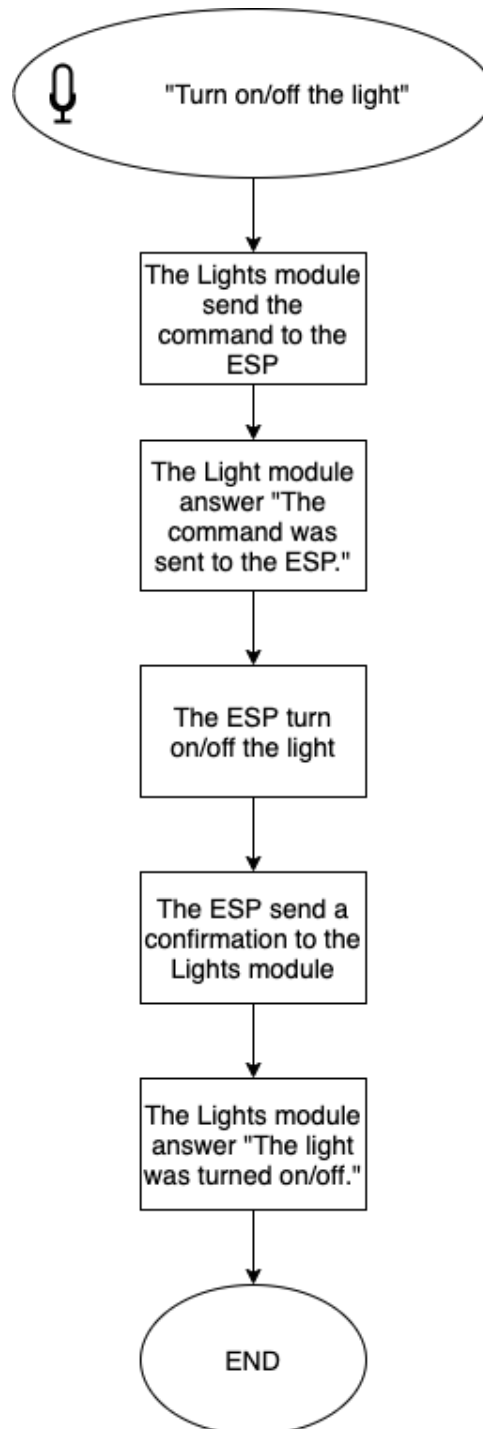 "Turn on/off the light"
The Lights module
send the
command to the
ESP
The Light module
answer "The
command was
sent to the ESP."
The ESP turn
on/off the light
The ESP send a
confirmation to the
Lights module
The Lights module
answer "The light
was turned on/off."
END